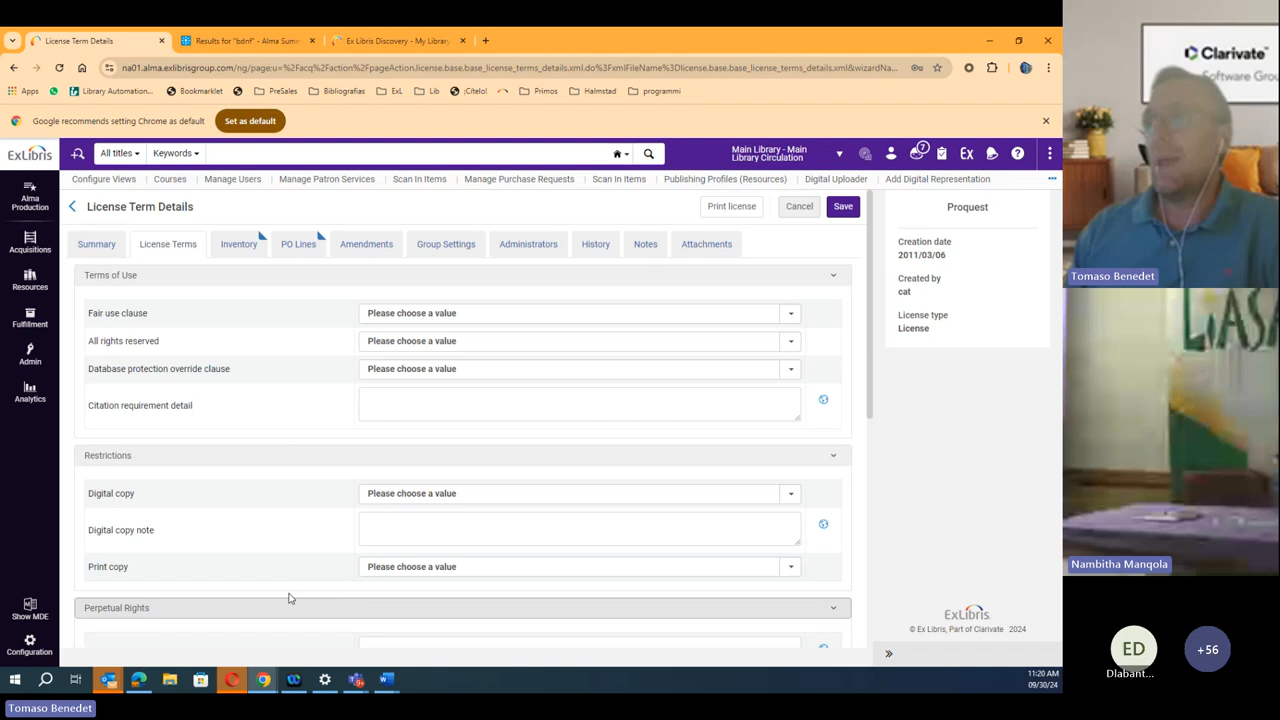 License Term Details
Results for "bdnf" - Alma Sum
Ex Libris Discovery - My Library
na01.alma.exlibrisgroup.com/ng/page;u=%2Facq%2Faction%2FpageAction.license.base.base_license_terms_details.xml.do%3FxmlFileName%3Dlicense.base.base_license_terms_details.xml&wizardNa...
Apps
Library Automation...
Bookmarklet
PreSales
Bibliografias
ExL
Lib
¡Cítelo!
Primos
Halmstad
programmi
Google recommends setting Chrome as default
Set as default
ExLibris
All titles
Keywords
Main Library - Main
Library Circulation
7
Ex
Configure Views
Courses
Manage Users
Manage Patron Services
Scan In Items
Manage Purchase Requests
Scan In Items
Publishing Profiles (Resources)
Digital Uploader
Add Digital Representation
Alma
Production
Acquisitions
Resources
Fulfillment
Admin
Analytics
Show MDE
Configuration
License Term Details
Print license
Cancel
Save
Summary
License Terms
Inventory
PO Lines
Amendments
Group Settings
Administrators
History
Notes
Attachments
Terms of Use
Fair use clause
Please choose a value
All rights reserved
Please choose a value
Database protection override clause
Please choose a value
Citation requirement detail
Restrictions
Digital copy
Please choose a value
Digital copy note
Print copy
Please choose a value
Perpetual Rights
Proquest
Creation date
2011/03/06
Created by
cat
License type
License
ExLibris
© Ex Libris, Part of Clarivate 2024
11:20 AM
09/30/24
Tomaso Benedet
Clarivate™
Software Grou
Tomaso Benedet
Nambitha Manqola
ED
Dlabant...
+56